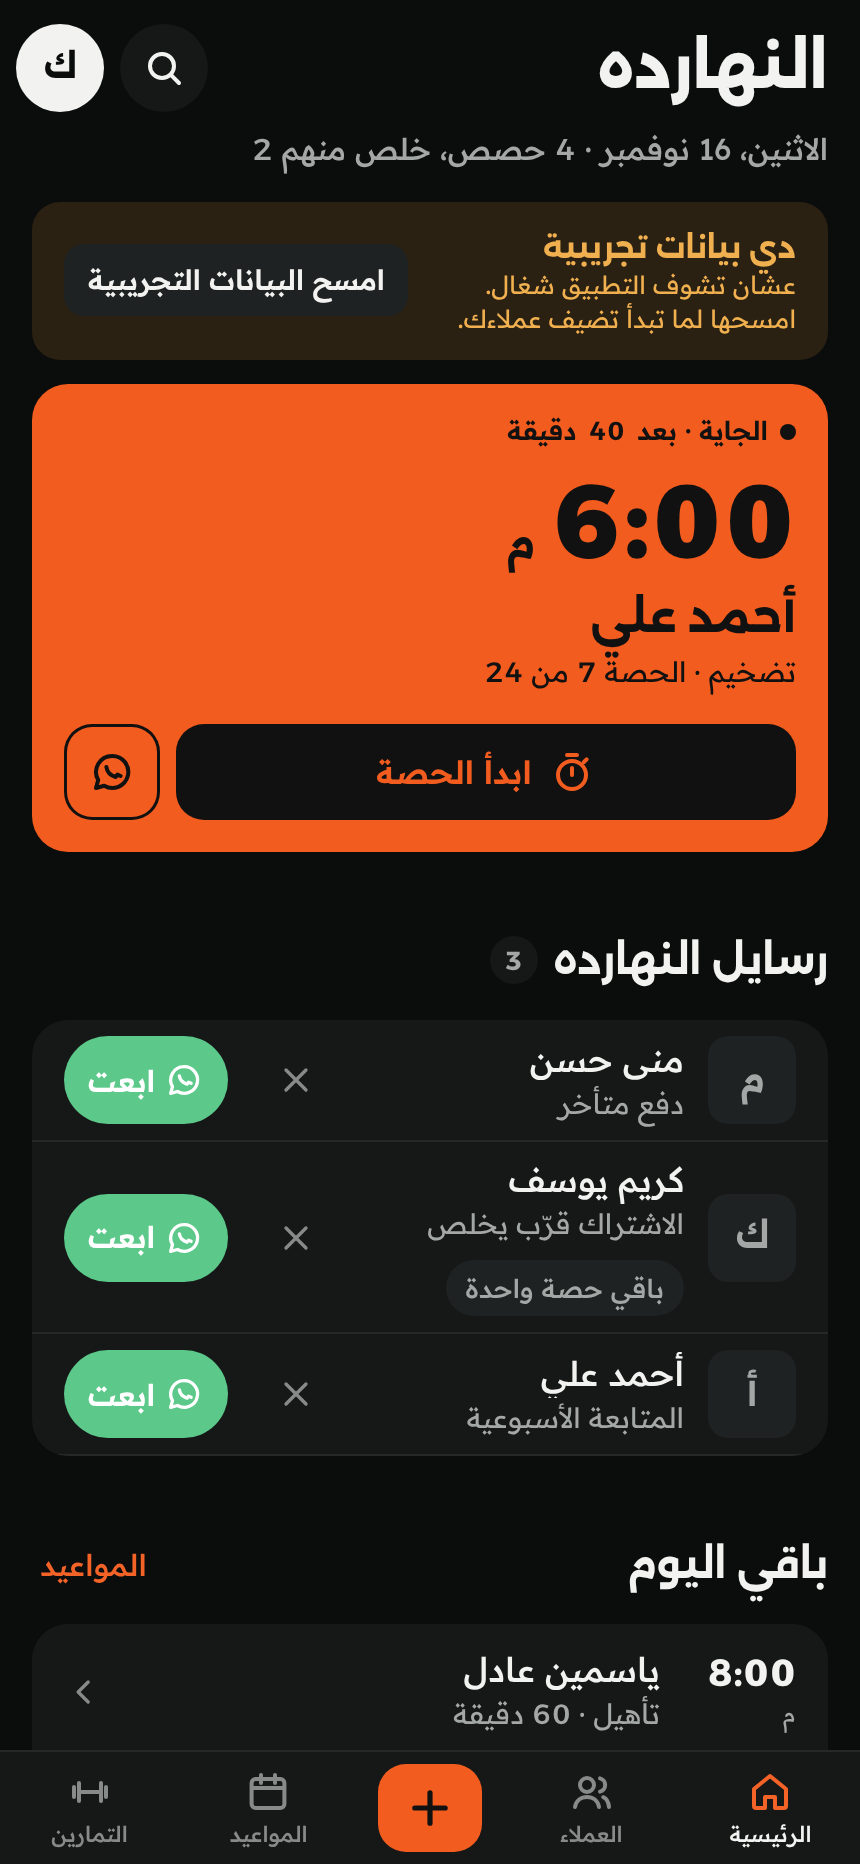 النهارده
ك
الاثنين، 16 نوفمبر · 4 حصص، خلص منهم 2
دي بيانات تجريبية
عشان تشوف التطبيق شغال.
امسحها لما تبدأ تضيف عملاءك.
امسح البيانات التجريبية
الجاية · بعد 40 دقيقة
6:00 م
أحمد علي
تضخيم · الحصة 7 من 24
ابدأ الحصة
رسايل النهارده 3
م
منى حسن
دفع متأخر
ابعت
ك
كريم يوسف
الاشتراك قرّب يخلص
باقي حصة واحدة
ابعت
أ
أحمد علي
المتابعة الأسبوعية
ابعت
باقي اليوم
المواعيد
8:00
م
ياسمين عادل
تأهيل · 60 دقيقة
الرئيسية
العملاء
المواعيد
التمارين